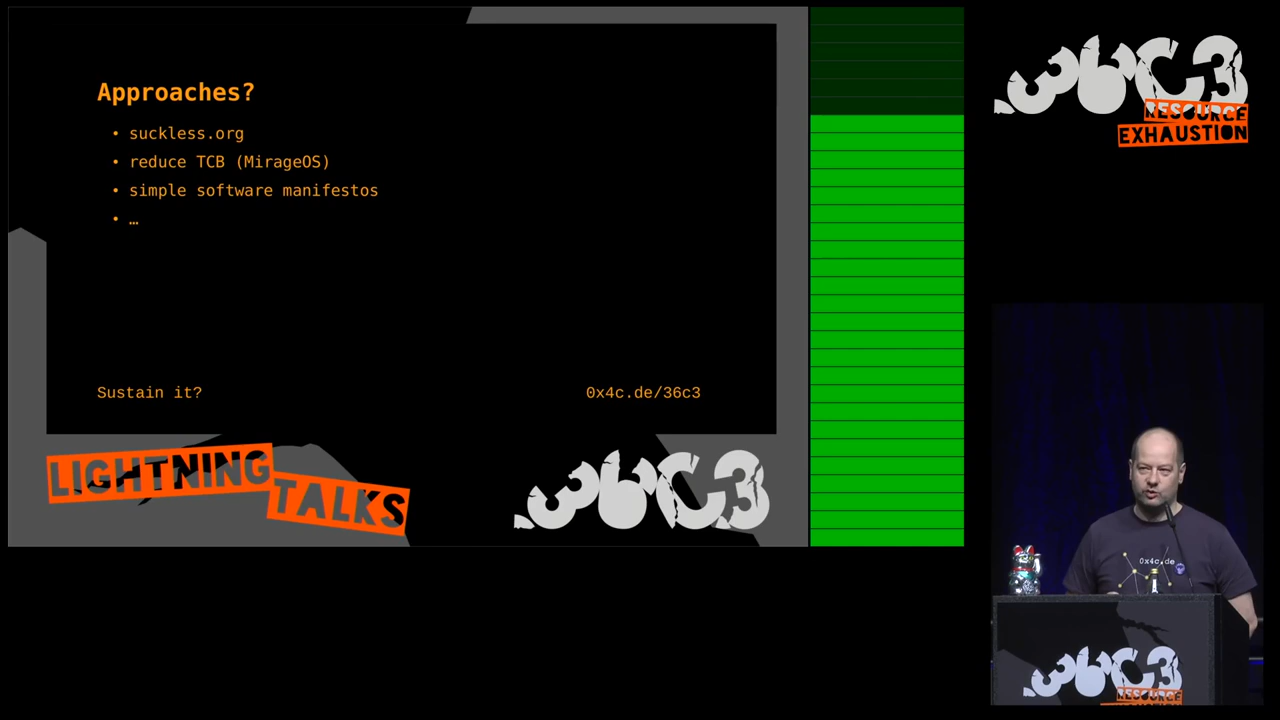 Approaches?
• suckless.org
• reduce TCB (MirageOS)
• simple software manifestos
• …
Sustain it?
0x4c.de/36c3
LIGHTNING
TALKS
36C3
36C3
RESOURCE
EXHAUSTION
0x4c.de
36C3
RESOURCE